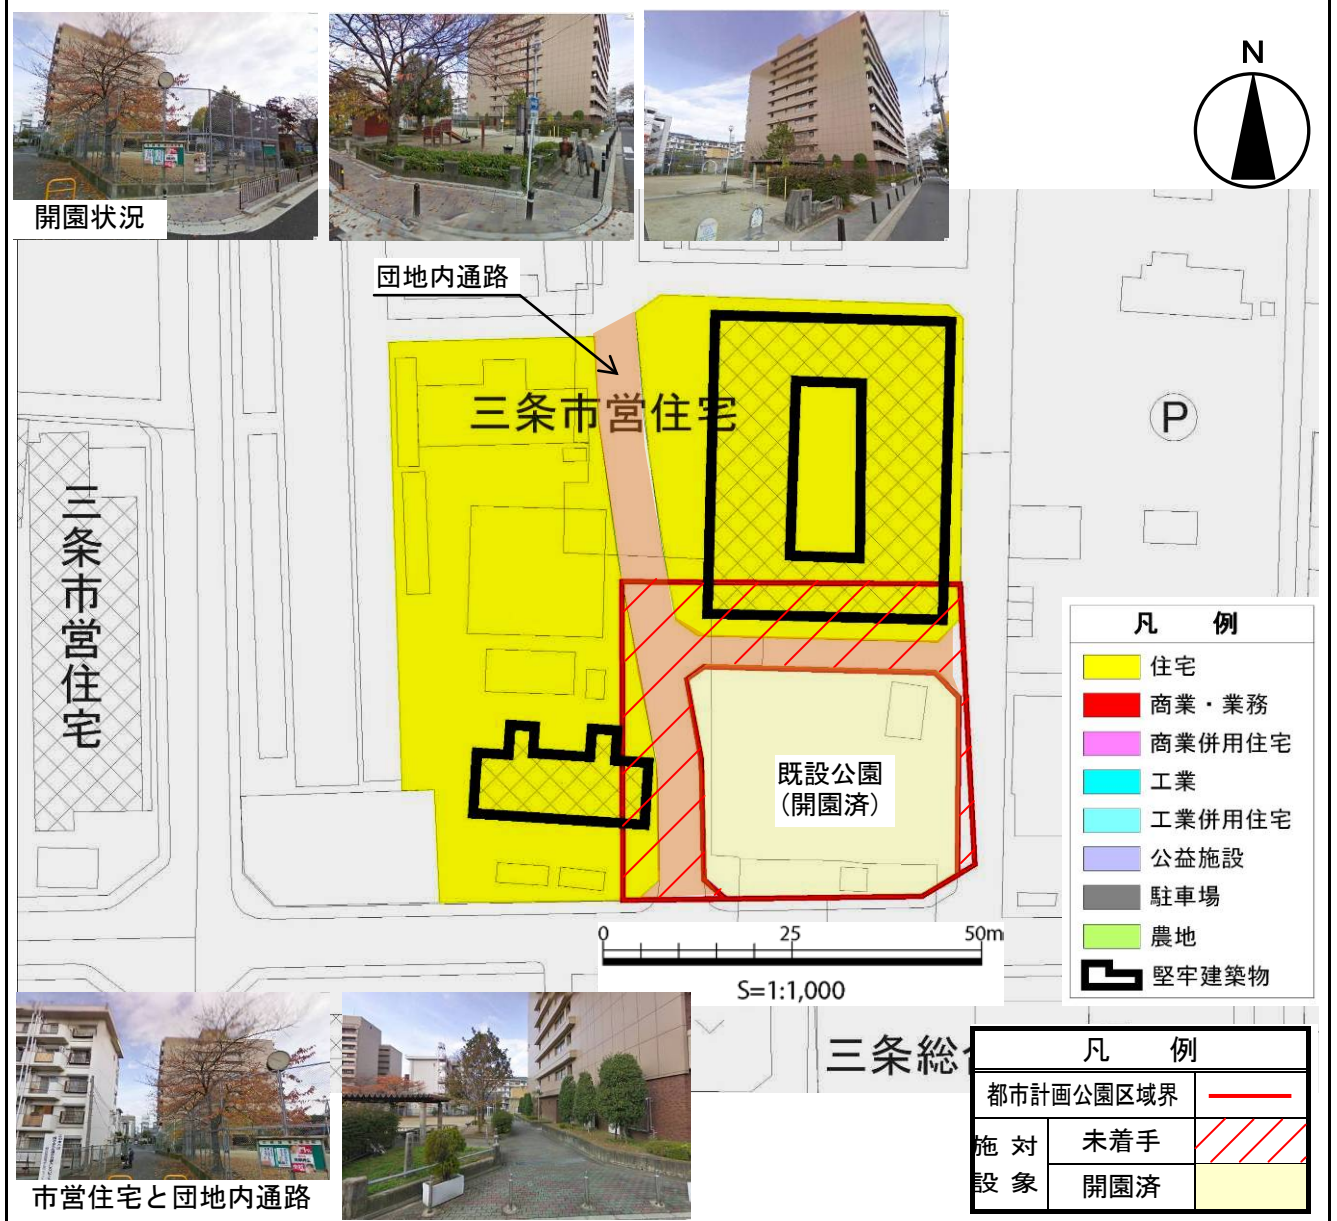 N
開園状況
団地内通路
三条市営住宅
P
三条市営住宅
凡 例
住宅
商業・業務
商業併用住宅
工業
工業併用住宅
公益施設
駐車場
農地
堅牢建築物
既設公園
(開園済)
0 25 50m
S=1:1,000
三条総
凡 例
都市計画公園区域界
施設 対象
未着手
開園済
市営住宅と団地内通路